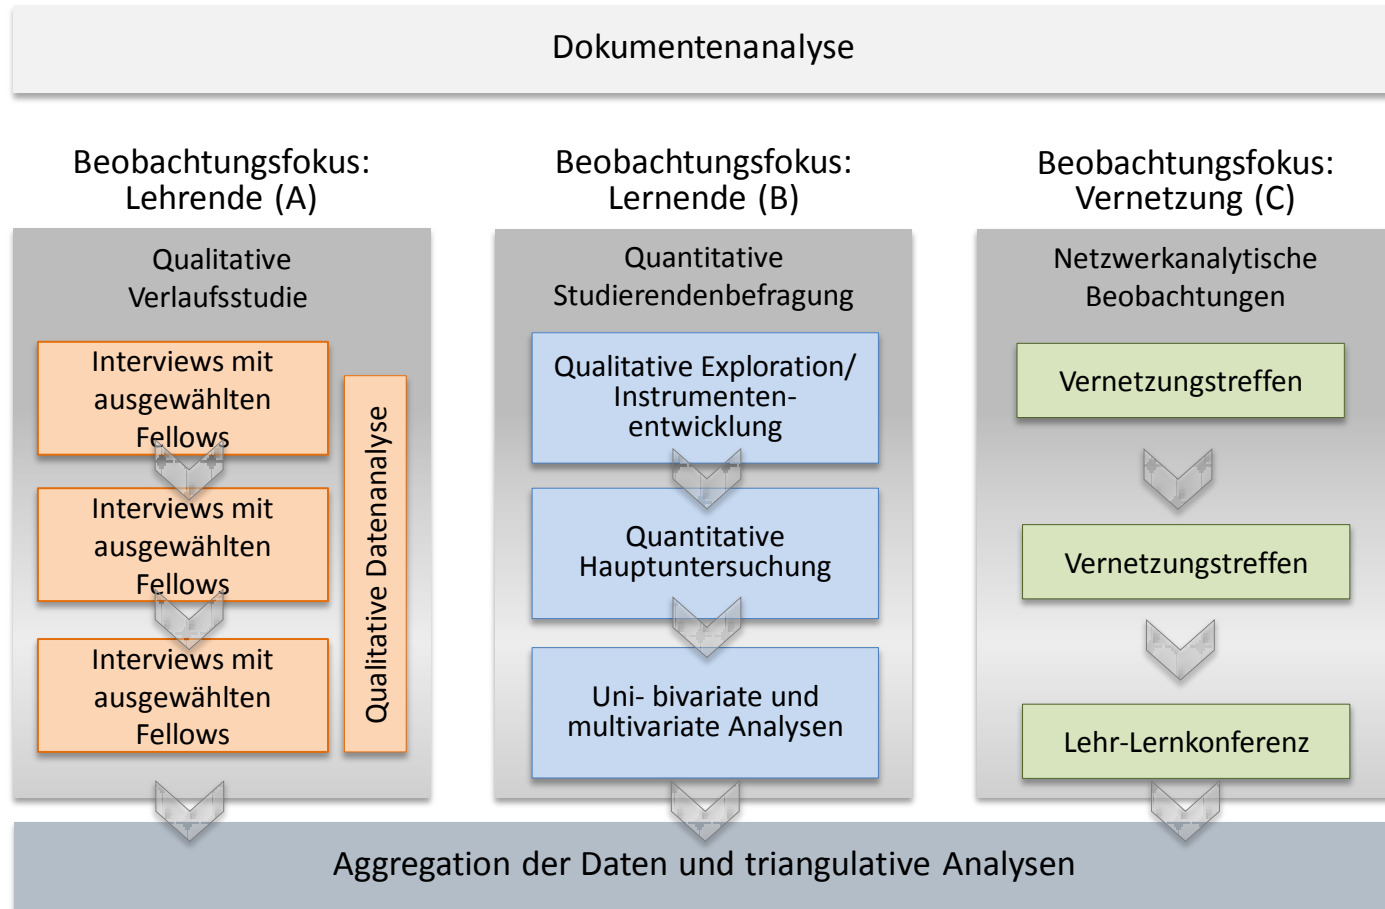 Dokumentenanalyse
Beobachtungsfokus:
Lehrende (A)
Qualitative
Verlaufsstudie
Interviews mit
ausgewählten
Fellows
Interviews mit
ausgewählten
Fellows
Interviews mit
ausgewählten
Fellows
Qualitative Datenanalyse
Beobachtungsfokus:
Lernende (B)
Quantitative
Studierendenbefragung
Qualitative Exploration/
Instrumenten-
entwicklung
Quantitative
Hauptuntersuchung
Uni- bivariate und
multivariate Analysen
Beobachtungsfokus:
Vernetzung (C)
Netzwerkanalytische
Beobachtungen
Vernetzungstreffen
Vernetzungstreffen
Lehr-Lernkonferenz
Aggregation der Daten und triangulative Analysen